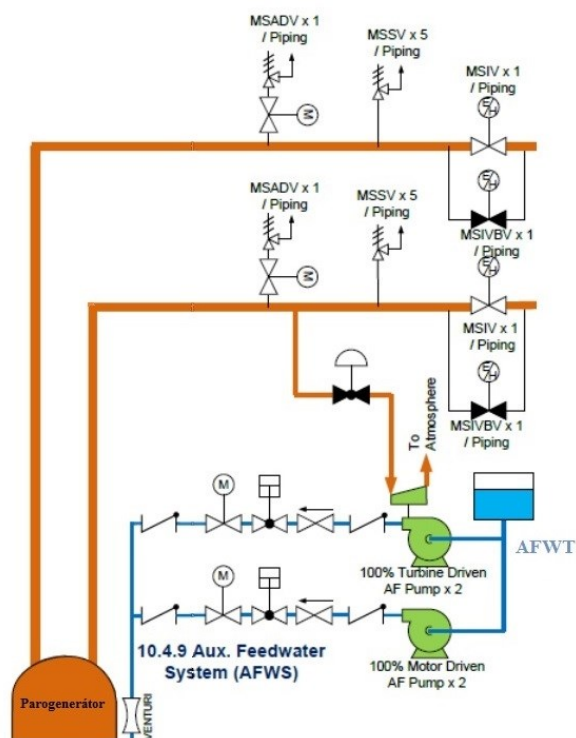 MSADV x 1
/ Piping
MSSV x 5
/ Piping
MSIV x 1
/ Piping
E/H
M
E/H
MSIVBV x 1
/ Piping
MSADV x 1
/ Piping
MSSV x 5
/ Piping
E/H
M
MSIV x 1
/ Piping
E/H
MSIVBV x 1
/ Piping
To
Atmosphere
M
AFWT
100% Turbine Driven
AF Pump x 2
M
10.4.9 Aux. Feedwater
System (AFWS)
100% Motor Driven
AF Pump x 2
Parogenerátor
VENTURI